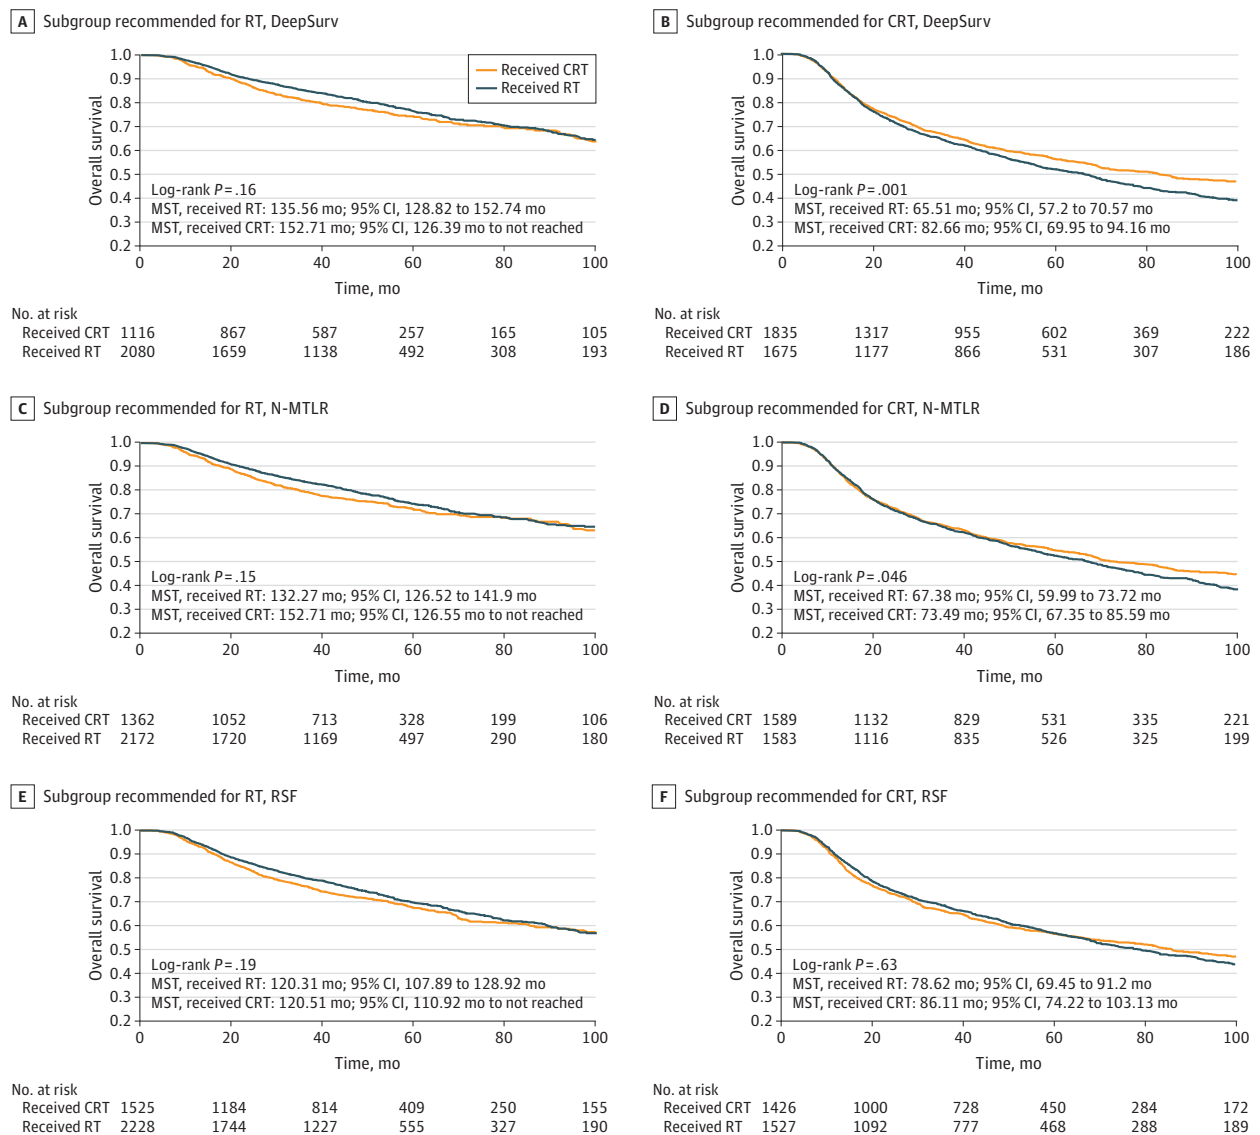 A Subgroup recommended for RT, DeepSurv
1.0
0.9
0.8
0.7
0.6
0.5
0.4
0.3
0.2
Overall survival
Received CRT
Received RT
Log-rank P = .16
MST, received RT: 135.56 mo; 95% CI, 128.82 to 152.74 mo
MST, received CRT: 152.71 mo; 95% CI, 126.39 mo to not reached
0 20 40 60 80 100
Time, mo
No. at risk
Received CRT 1116 867 587 257 165 105
Received RT 2080 1659 1138 492 308 193
B Subgroup recommended for CRT, DeepSurv
1.0
0.9
0.8
0.7
0.6
0.5
0.4
0.3
0.2
Overall survival
Log-rank P = .001
MST, received RT: 65.51 mo; 95% CI, 57.2 to 70.57 mo
MST, received CRT: 82.66 mo; 95% CI, 69.95 to 94.16 mo
0 20 40 60 80 100
Time, mo
No. at risk
Received CRT 1835 1317 955 602 369 222
Received RT 1675 1177 866 531 307 186
C Subgroup recommended for RT, N-MTLR
1.0
0.9
0.8
0.7
0.6
0.5
0.4
0.3
0.2
Overall survival
Log-rank P = .15
MST, received RT: 132.27 mo; 95% CI, 126.52 to 141.9 mo
MST, received CRT: 152.71 mo; 95% CI, 126.55 mo to not reached
0 20 40 60 80 100
Time, mo
No. at risk
Received CRT 1362 1052 713 328 199 106
Received RT 2172 1720 1169 497 290 180
D Subgroup recommended for CRT, N-MTLR
1.0
0.9
0.8
0.7
0.6
0.5
0.4
0.3
0.2
Overall survival
Log-rank P = .046
MST, received RT: 67.38 mo; 95% CI, 59.99 to 73.72 mo
MST, received CRT: 73.49 mo; 95% CI, 67.35 to 85.59 mo
0 20 40 60 80 100
Time, mo
No. at risk
Received CRT 1589 1132 829 531 335 221
Received RT 1583 1116 835 526 325 199
E Subgroup recommended for RT, RSF
1.0
0.9
0.8
0.7
0.6
0.5
0.4
0.3
0.2
Overall survival
Log-rank P = .19
MST, received RT: 120.31 mo; 95% CI, 107.89 to 128.92 mo
MST, received CRT: 120.51 mo; 95% CI, 110.92 mo to not reached
0 20 40 60 80 100
Time, mo
No. at risk
Received CRT 1525 1184 814 409 250 155
Received RT 2228 1744 1227 555 327 190
F Subgroup recommended for CRT, RSF
1.0
0.9
0.8
0.7
0.6
0.5
0.4
0.3
0.2
Overall survival
Log-rank P = .63
MST, received RT: 78.62 mo; 95% CI, 69.45 to 91.2 mo
MST, received CRT: 86.11 mo; 95% CI, 74.22 to 103.13 mo
0 20 40 60 80 100
Time, mo
No. at risk
Received CRT 1426 1000 728 450 284 172
Received RT 1527 1092 777 468 288 189